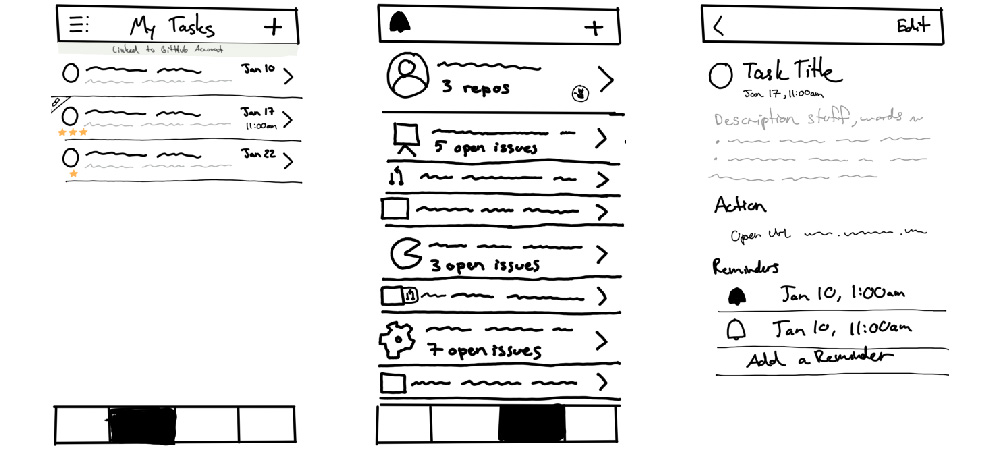 My Tasks
Linked to GitHub Account
Jan 10
Jan 17
11:00am
Jan 22
3 repos
5 open issues
3 open issues
7 open issues
Edit
Task Title
Jan 17, 11:00am
Description stuff, words
Action
Open Url
Reminders
Jan 10, 1:00am
Jan 10, 11:00am
Add a Reminder